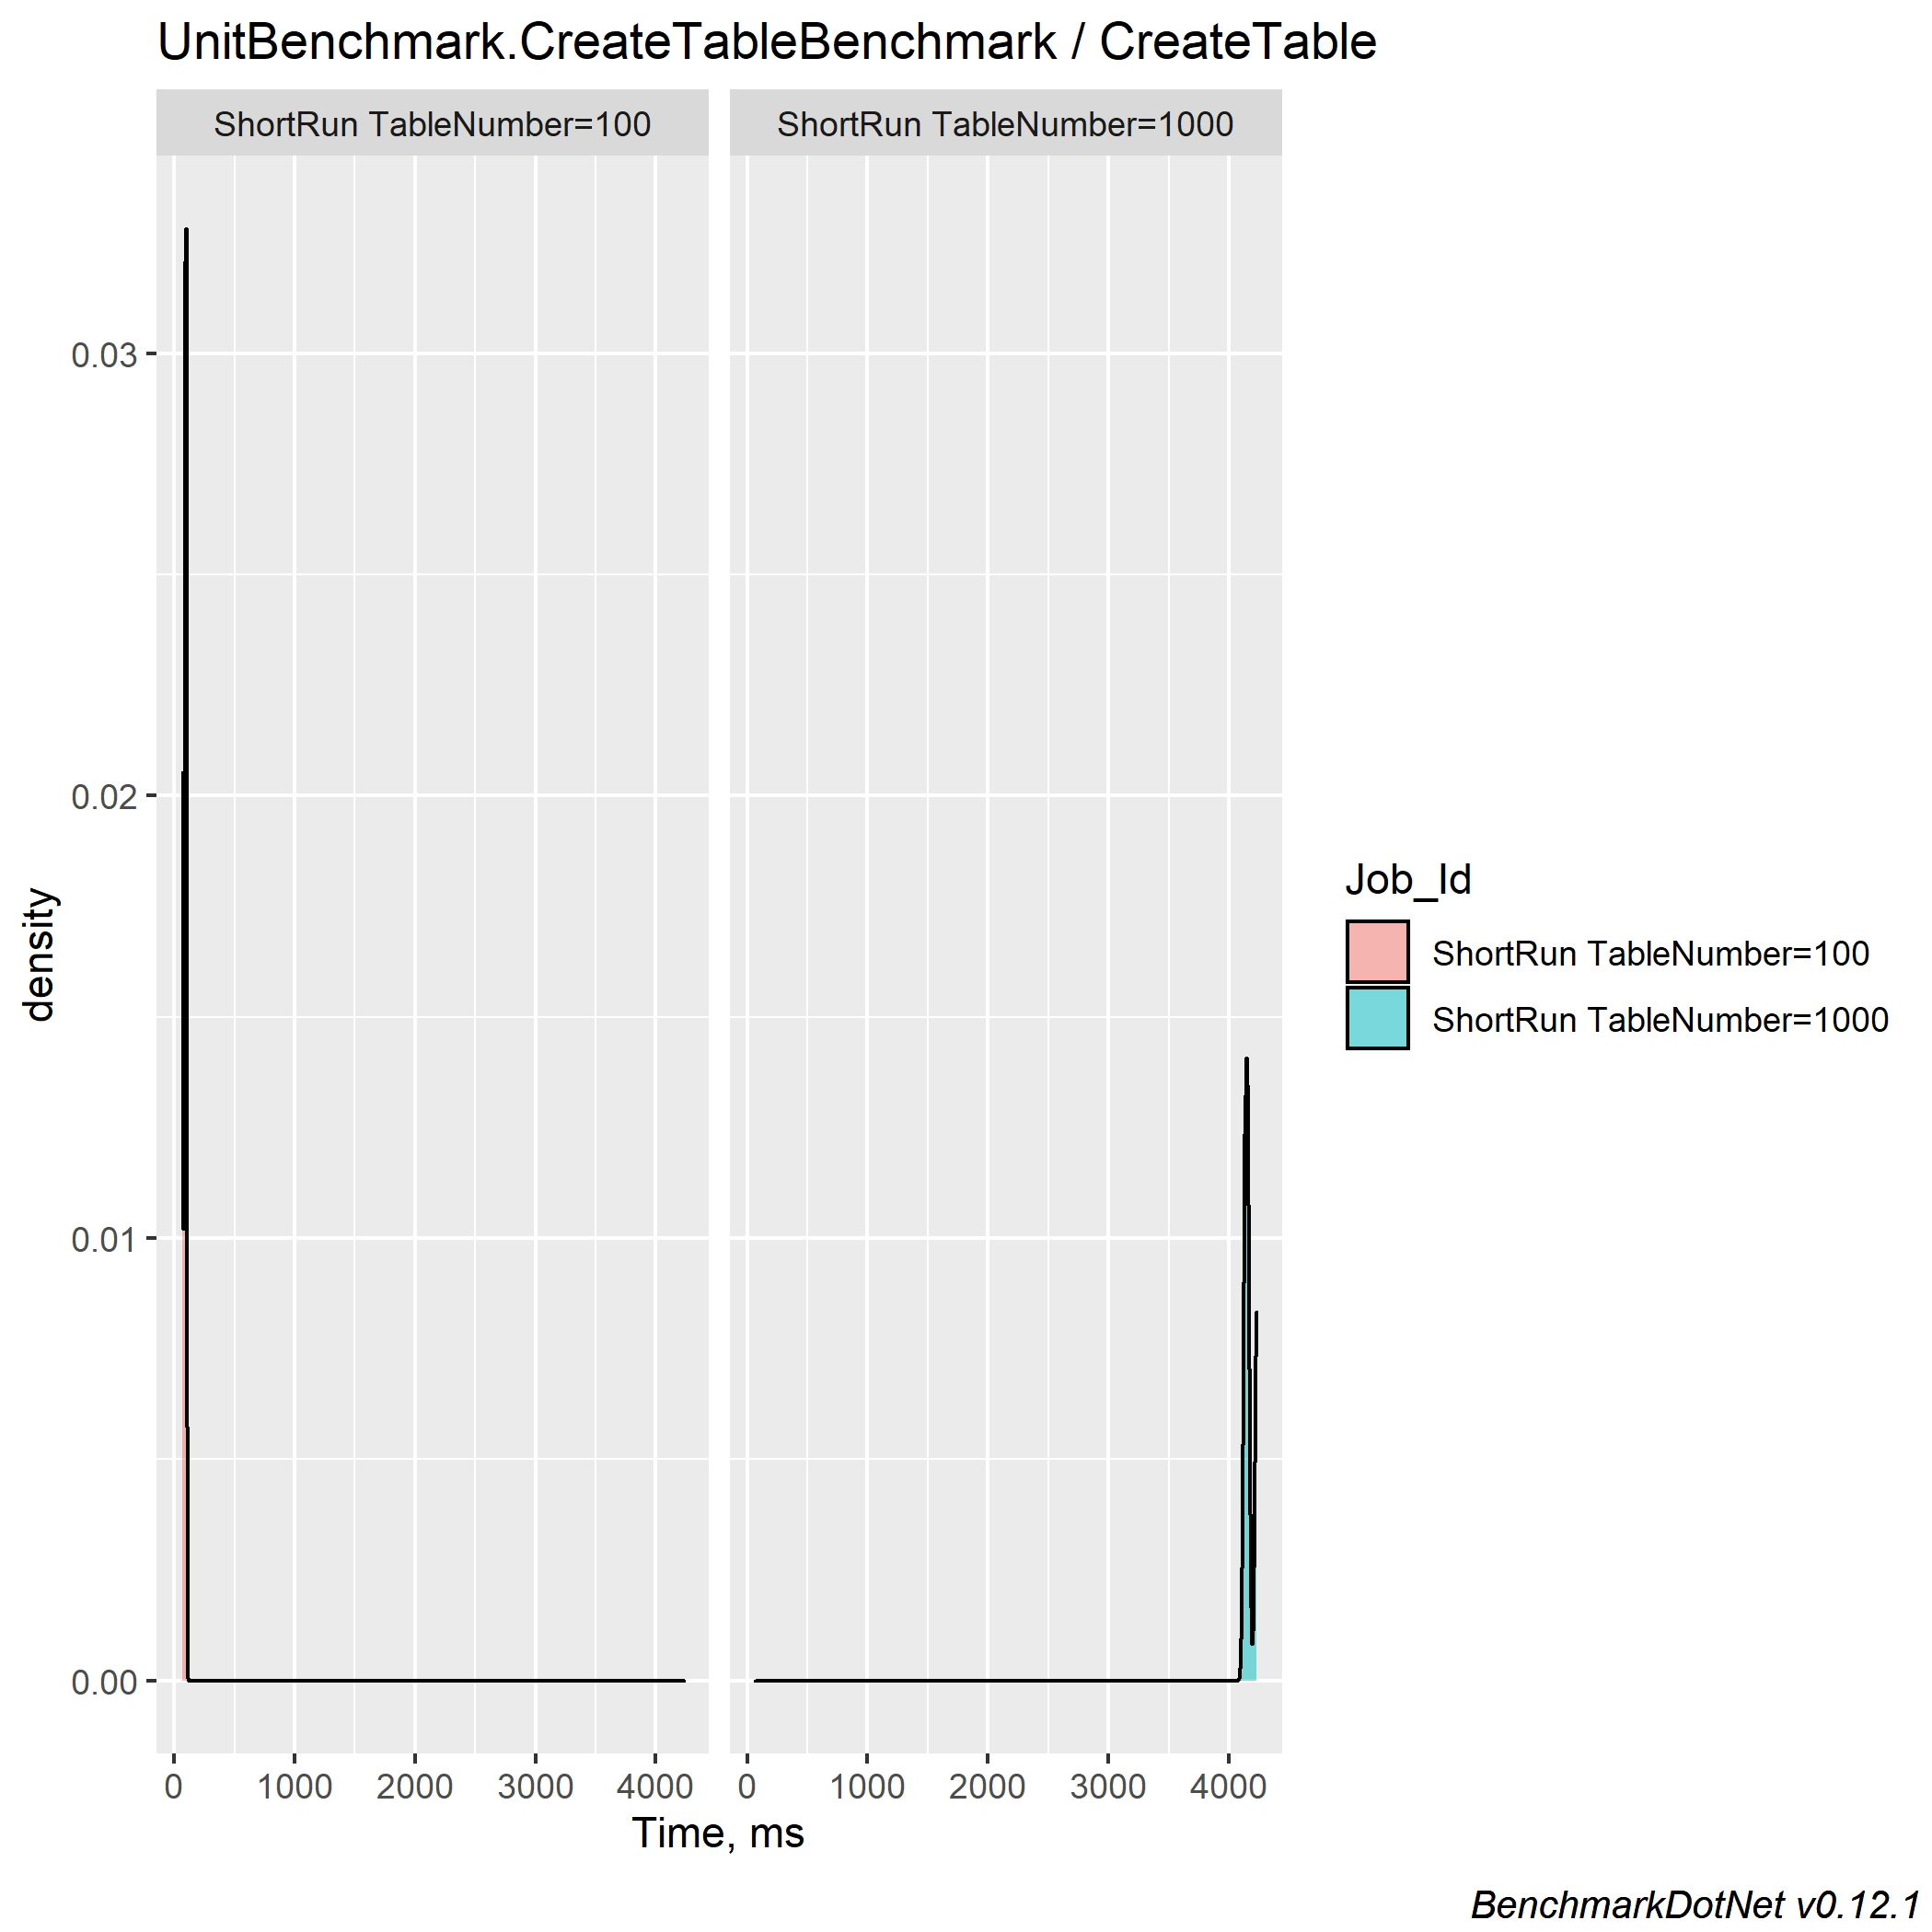 UnitBenchmark.CreateTableBenchmark / CreateTable
ShortRun TableNumber=100
ShortRun TableNumber=1000
0.03
0.02
0.01
0.00
density
0 1000 2000 3000 4000
0 1000 2000 3000 4000
Time, ms
Job_Id
ShortRun TableNumber=100
ShortRun TableNumber=1000
BenchmarkDotNet v0.12.1